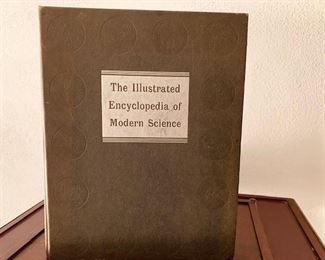 The Illustrated
Encyclopedia of
Modern Science